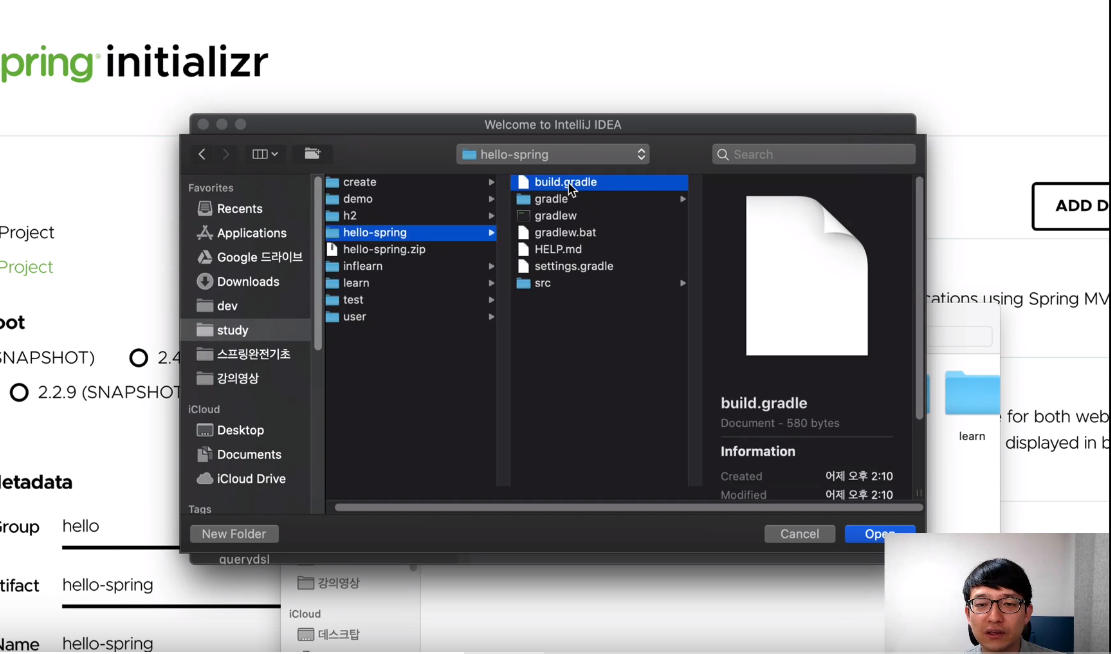 pring initializr
Welcome to IntelliJ IDEA
hello-spring
Search
Favorites
Recents
Applications
Google 드라이브
Downloads
dev
study
스프링완전기초
강의영상
iCloud
Desktop
Documents
iCloud Drive
Tags
create
demo
h2
hello-spring
hello-spring.zip
inflearn
learn
test
user
build.gradle
gradle
gradlew
gradlew.bat
HELP.md
settings.gradle
src
build.gradle
Document - 580 bytes
Information
Created 어제 오후 2:10
Modified 어제 오후 2:10
New Folder
Cancel
Open
querydsl
강의영상
iCloud
데스크탑
Project
Project
oot
SNAPSHOT) 2.4
2.2.9 (SNAPSHOT
etadata
Group hello
tifact hello-spring
Name hello-spring
ADD D
cations using Spring MV
for both web
displayed in b
learn